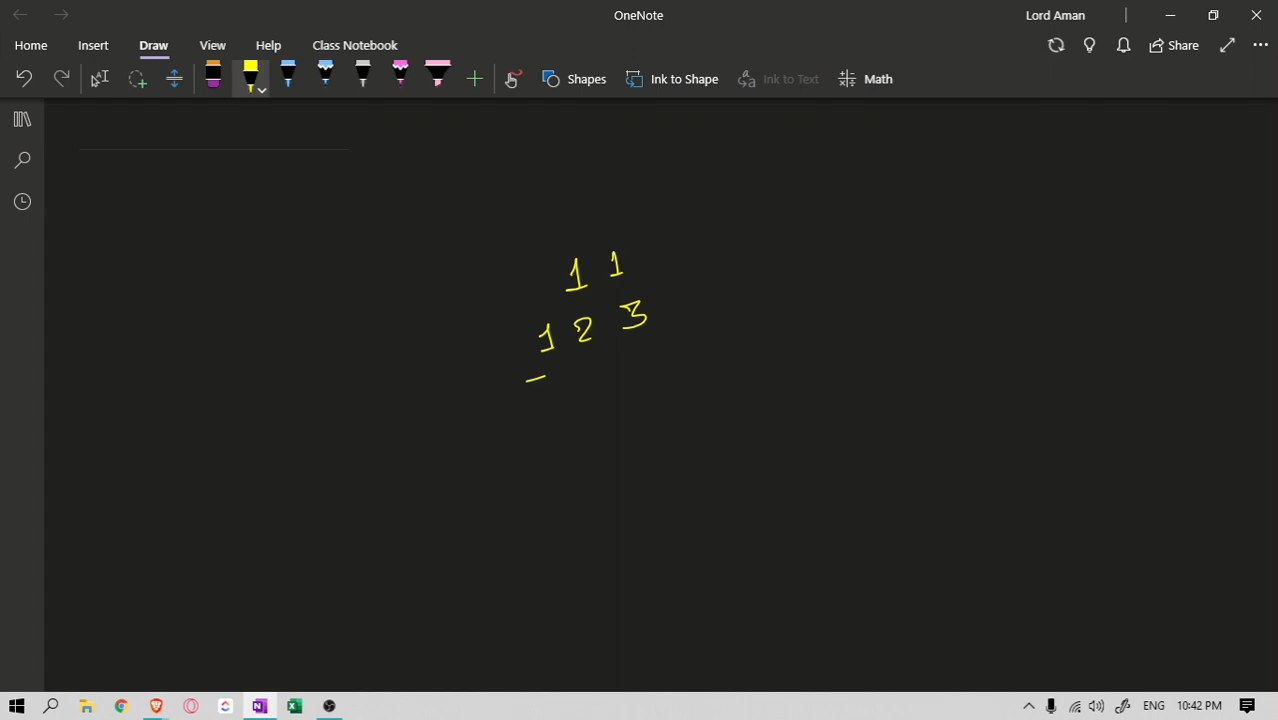 OneNote
Lord Aman
Home Insert Draw View Help Class Notebook
Share
Shapes Ink to Shape Ink to Text Math
1 1
1 2 3
–
ENG 10:42 PM